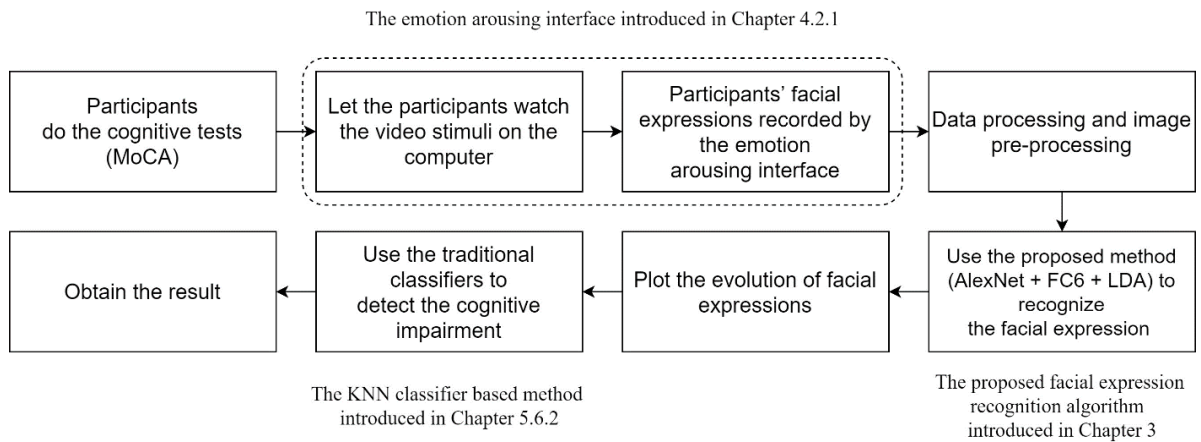 The emotion arousing interface introduced in Chapter 4.2.1
Participants
do the cognitive tests
(MoCA)
Let the participants watch
the video stimuli on the
computer
Participants' facial
expressions recorded by
the emotion
arousing interface
Data processing and image
pre-processing
Use the proposed method
(AlexNet + FC6 + LDA) to
recognize
the facial expression
Plot the evolution of facial
expressions
Use the traditional
classifiers to
detect the cognitive
impairment
Obtain the result
The KNN classifier based method
introduced in Chapter 5.6.2
The proposed facial expression
recognition algorithm
introduced in Chapter 3